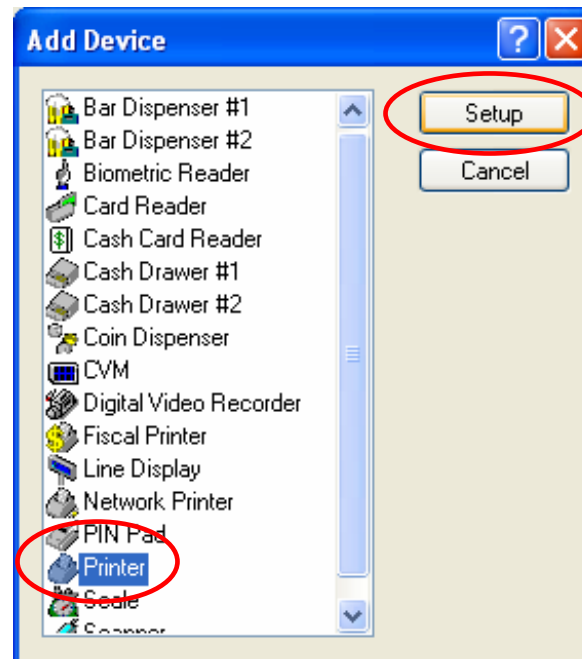 Add Device
Bar Dispenser #1
Bar Dispenser #2
Biometric Reader
Card Reader
Cash Card Reader
Cash Drawer #1
Cash Drawer #2
Coin Dispenser
CVM
Digital Video Recorder
Fiscal Printer
Line Display
Network Printer
PIN Pad
Printer
Scale
Scanner
Setup
Cancel